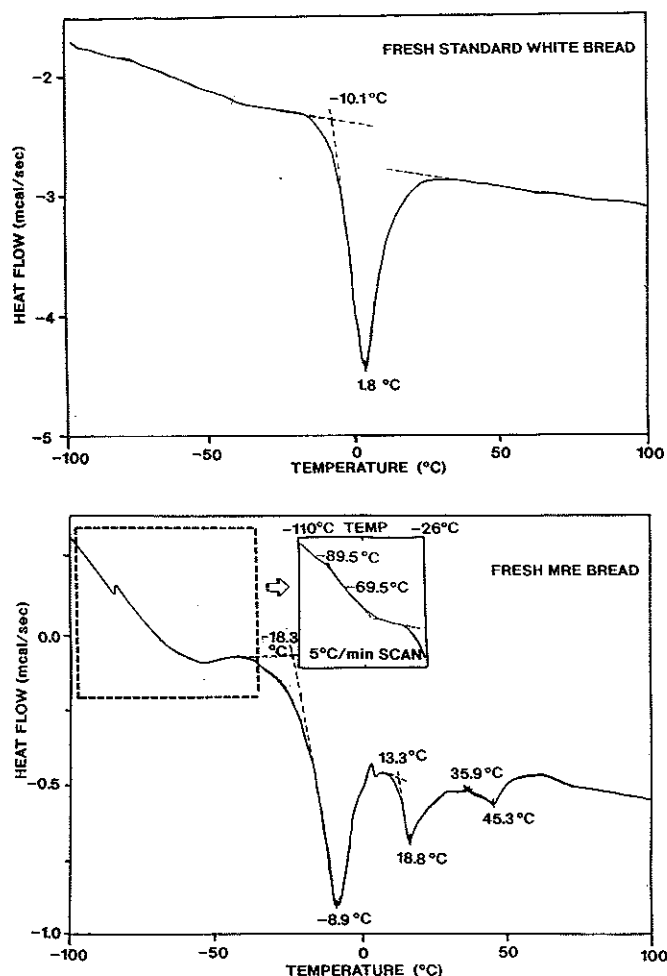 FRESH STANDARD WHITE BREAD
−2
−10.1°C
HEAT FLOW (mcal/sec)
−3
−4
1.8 °C
−5
−100
−50
0
50
100
TEMPERATURE (°C)
−110°C TEMP −26°C
−89.5°C
FRESH MRE BREAD
−69.5°C
0.0
−18.3
°C
5°C/min SCAN
HEAT FLOW (mcal/sec)
13.3°C
35.9°C
−0.5
45.3°C
18.8°C
−8.9°C
−1.0
−100
−50
0
50
100
TEMPERATURE (°C)